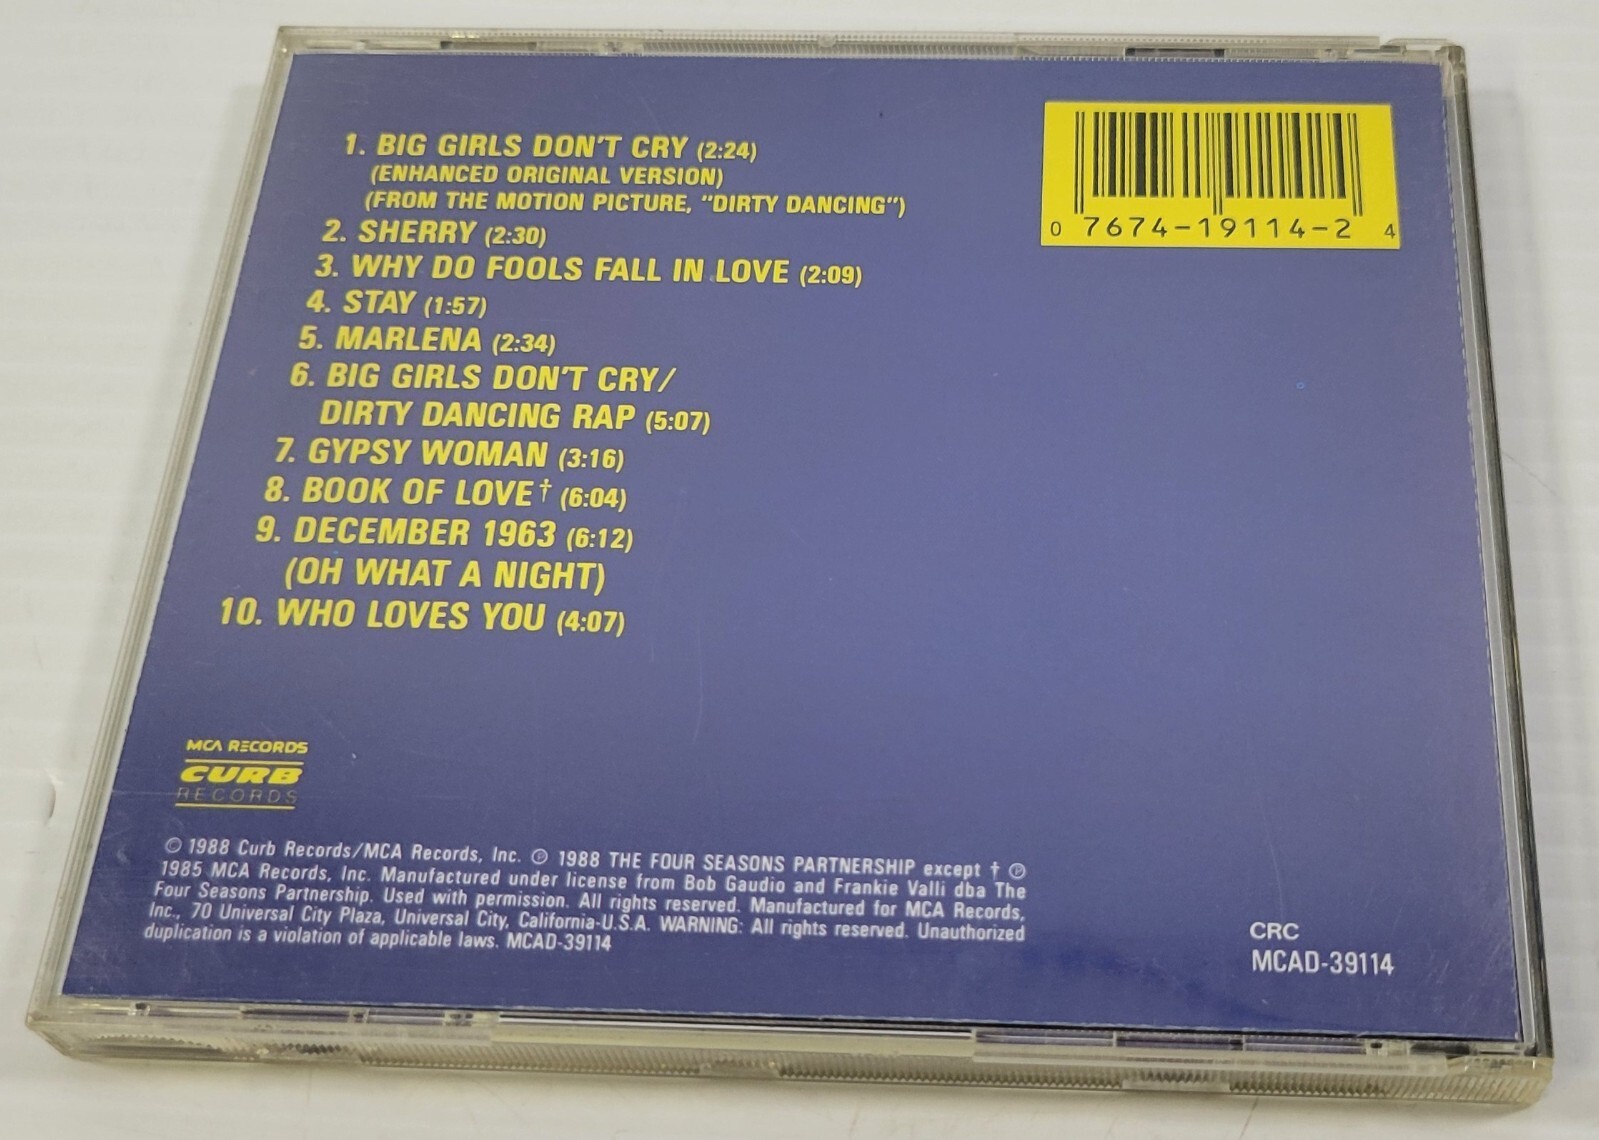 1. BIG GIRLS DON'T CRY (2:24)
(ENHANCED ORIGINAL VERSION)
(FROM THE MOTION PICTURE, "DIRTY DANCING")
2. SHERRY (2:30)
3. WHY DO FOOLS FALL IN LOVE (2:09)
4. STAY (1:57)
5. MARLENA (2:34)
6. BIG GIRLS DON'T CRY/
DIRTY DANCING RAP (5:07)
7. GYPSY WOMAN (3:16)
8. BOOK OF LOVE† (6:04)
9. DECEMBER 1963 (6:12)
(OH WHAT A NIGHT)
10. WHO LOVES YOU (4:07)
0 7674-19114-2 4
MCA RECORDS
CURB
RECORDS
© 1988 Curb Records/MCA Records, Inc. ℗ 1988 THE FOUR SEASONS PARTNERSHIP except † ℗
1985 MCA Records, Inc. Manufactured under license from Bob Gaudio and Frankie Valli dba The
Four Seasons Partnership. Used with permission. All rights reserved. Manufactured for MCA Records,
Inc., 70 Universal City Plaza, Universal City, California-U.S.A. WARNING: All rights reserved. Unauthorized
duplication is a violation of applicable laws. MCAD-39114
CRC
MCAD-39114